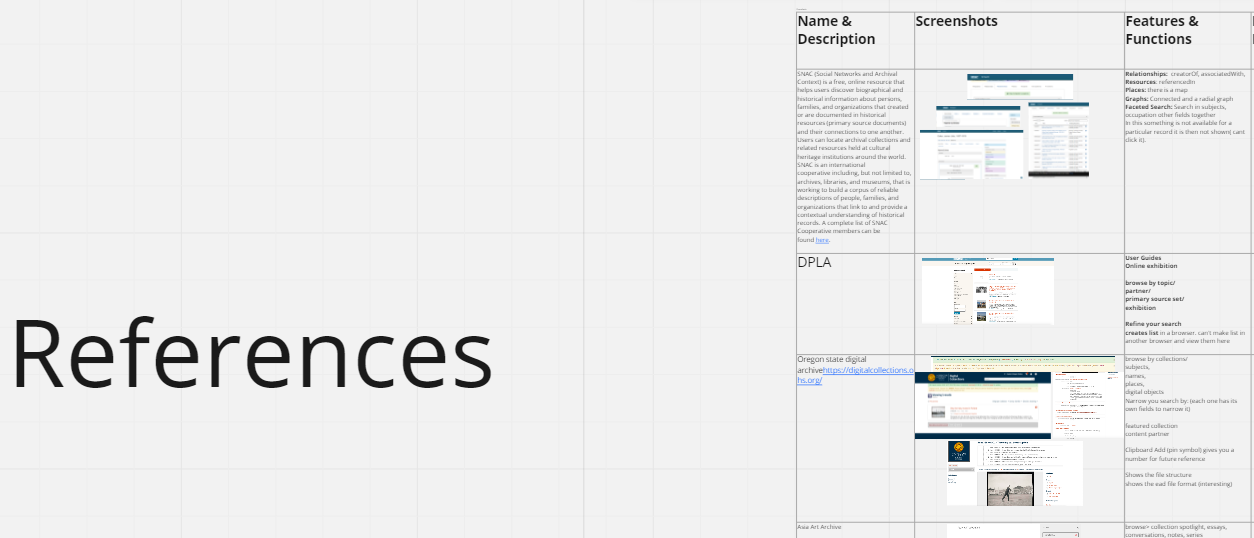 References
Name &
Description
Screenshots
Features &
Functions
SNAC (Social Networks and Archival
Context) is a free, online resource that
helps users discover biographical and
historical information about persons,
families, and organizations that created
or are documented in historical
resources (primary source documents)
and their connections to one another.
Users can locate archival collections and
related resources held at cultural
heritage institutions around the world.
SNAC is an international
cooperative including, but not limited to,
archives, libraries, and museums, that is
working to build a corpus of reliable
descriptions of people, families, and
organizations that link to and provide a
contextual understanding of historical
records. A complete list of SNAC
Cooperative members can be
found here.
Relationships: creatorOf, associatedWith,
Resources: referencedIn
Places: there is a map
Graphs: Connected and a radial graph
Faceted Search: Search in subjects,
occupation other fields together
In this something is not available for a
particular record it is then not shown( cant
click it).
DPLA
User Guides
Online exhibition
browse by topic/
partner/
primary source set/
exhibition
Refine your search
creates list in a browser. can't make list in
another browser and view them here
Oregon state digital
archivehttps://digitalcollections.o
hs.org/
browse by collections/
subjects,
names,
places,
digital objects
Narrow you search by: (each one has its
own fields to narrow it)
featured collection
content partner
Clipboard Add (pin symbol) gives you a
number for future reference
Shows the file structure
shows the ead file format (interesting)
Asia Art Archive
browse= collection spotlight, essays,
conversations, notes, series